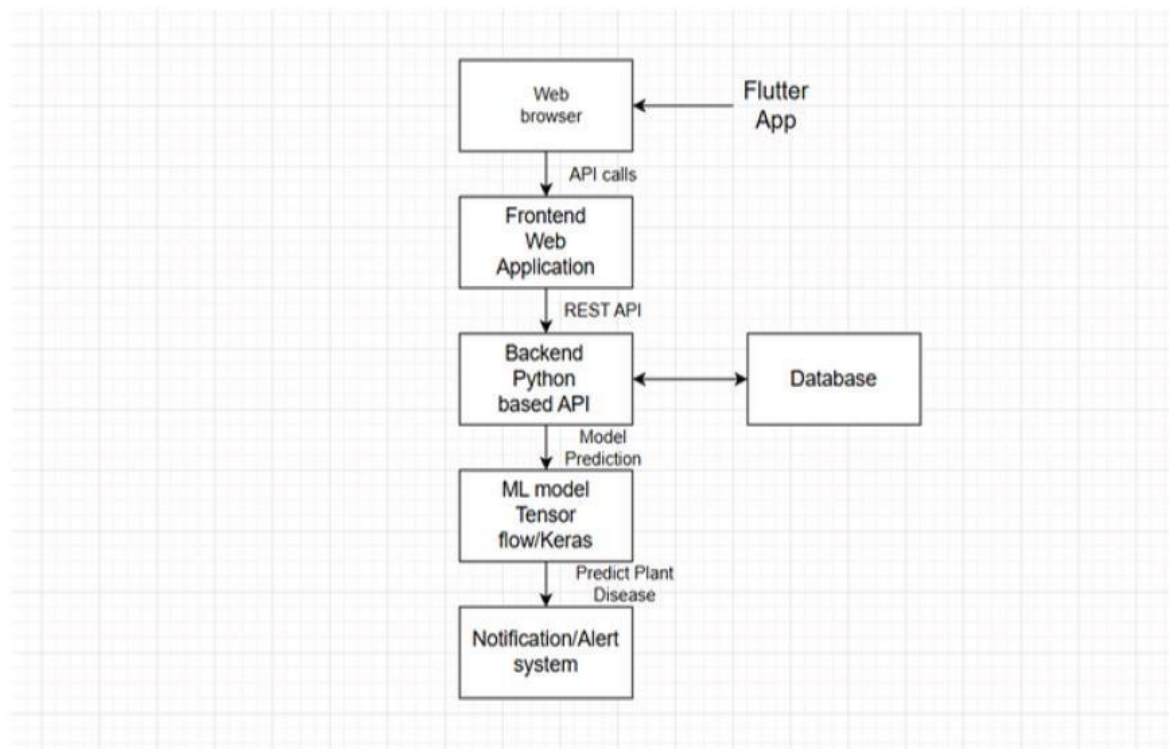 Web
browser
Flutter
App
API calls
Frontend
Web
Application
REST API
Backend
Python
based API
Database
Model
Prediction
ML model
Tensor
flow/Keras
Predict Plant
Disease
Notification/Alert
system